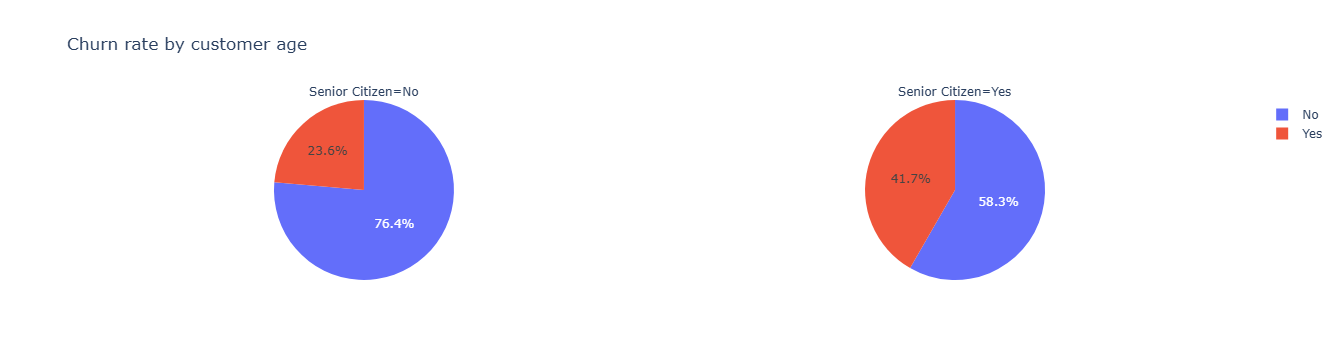 Churn rate by customer age
Senior Citizen=No
Senior Citizen=Yes
No
Yes
23.6%
76.4%
41.7%
58.3%